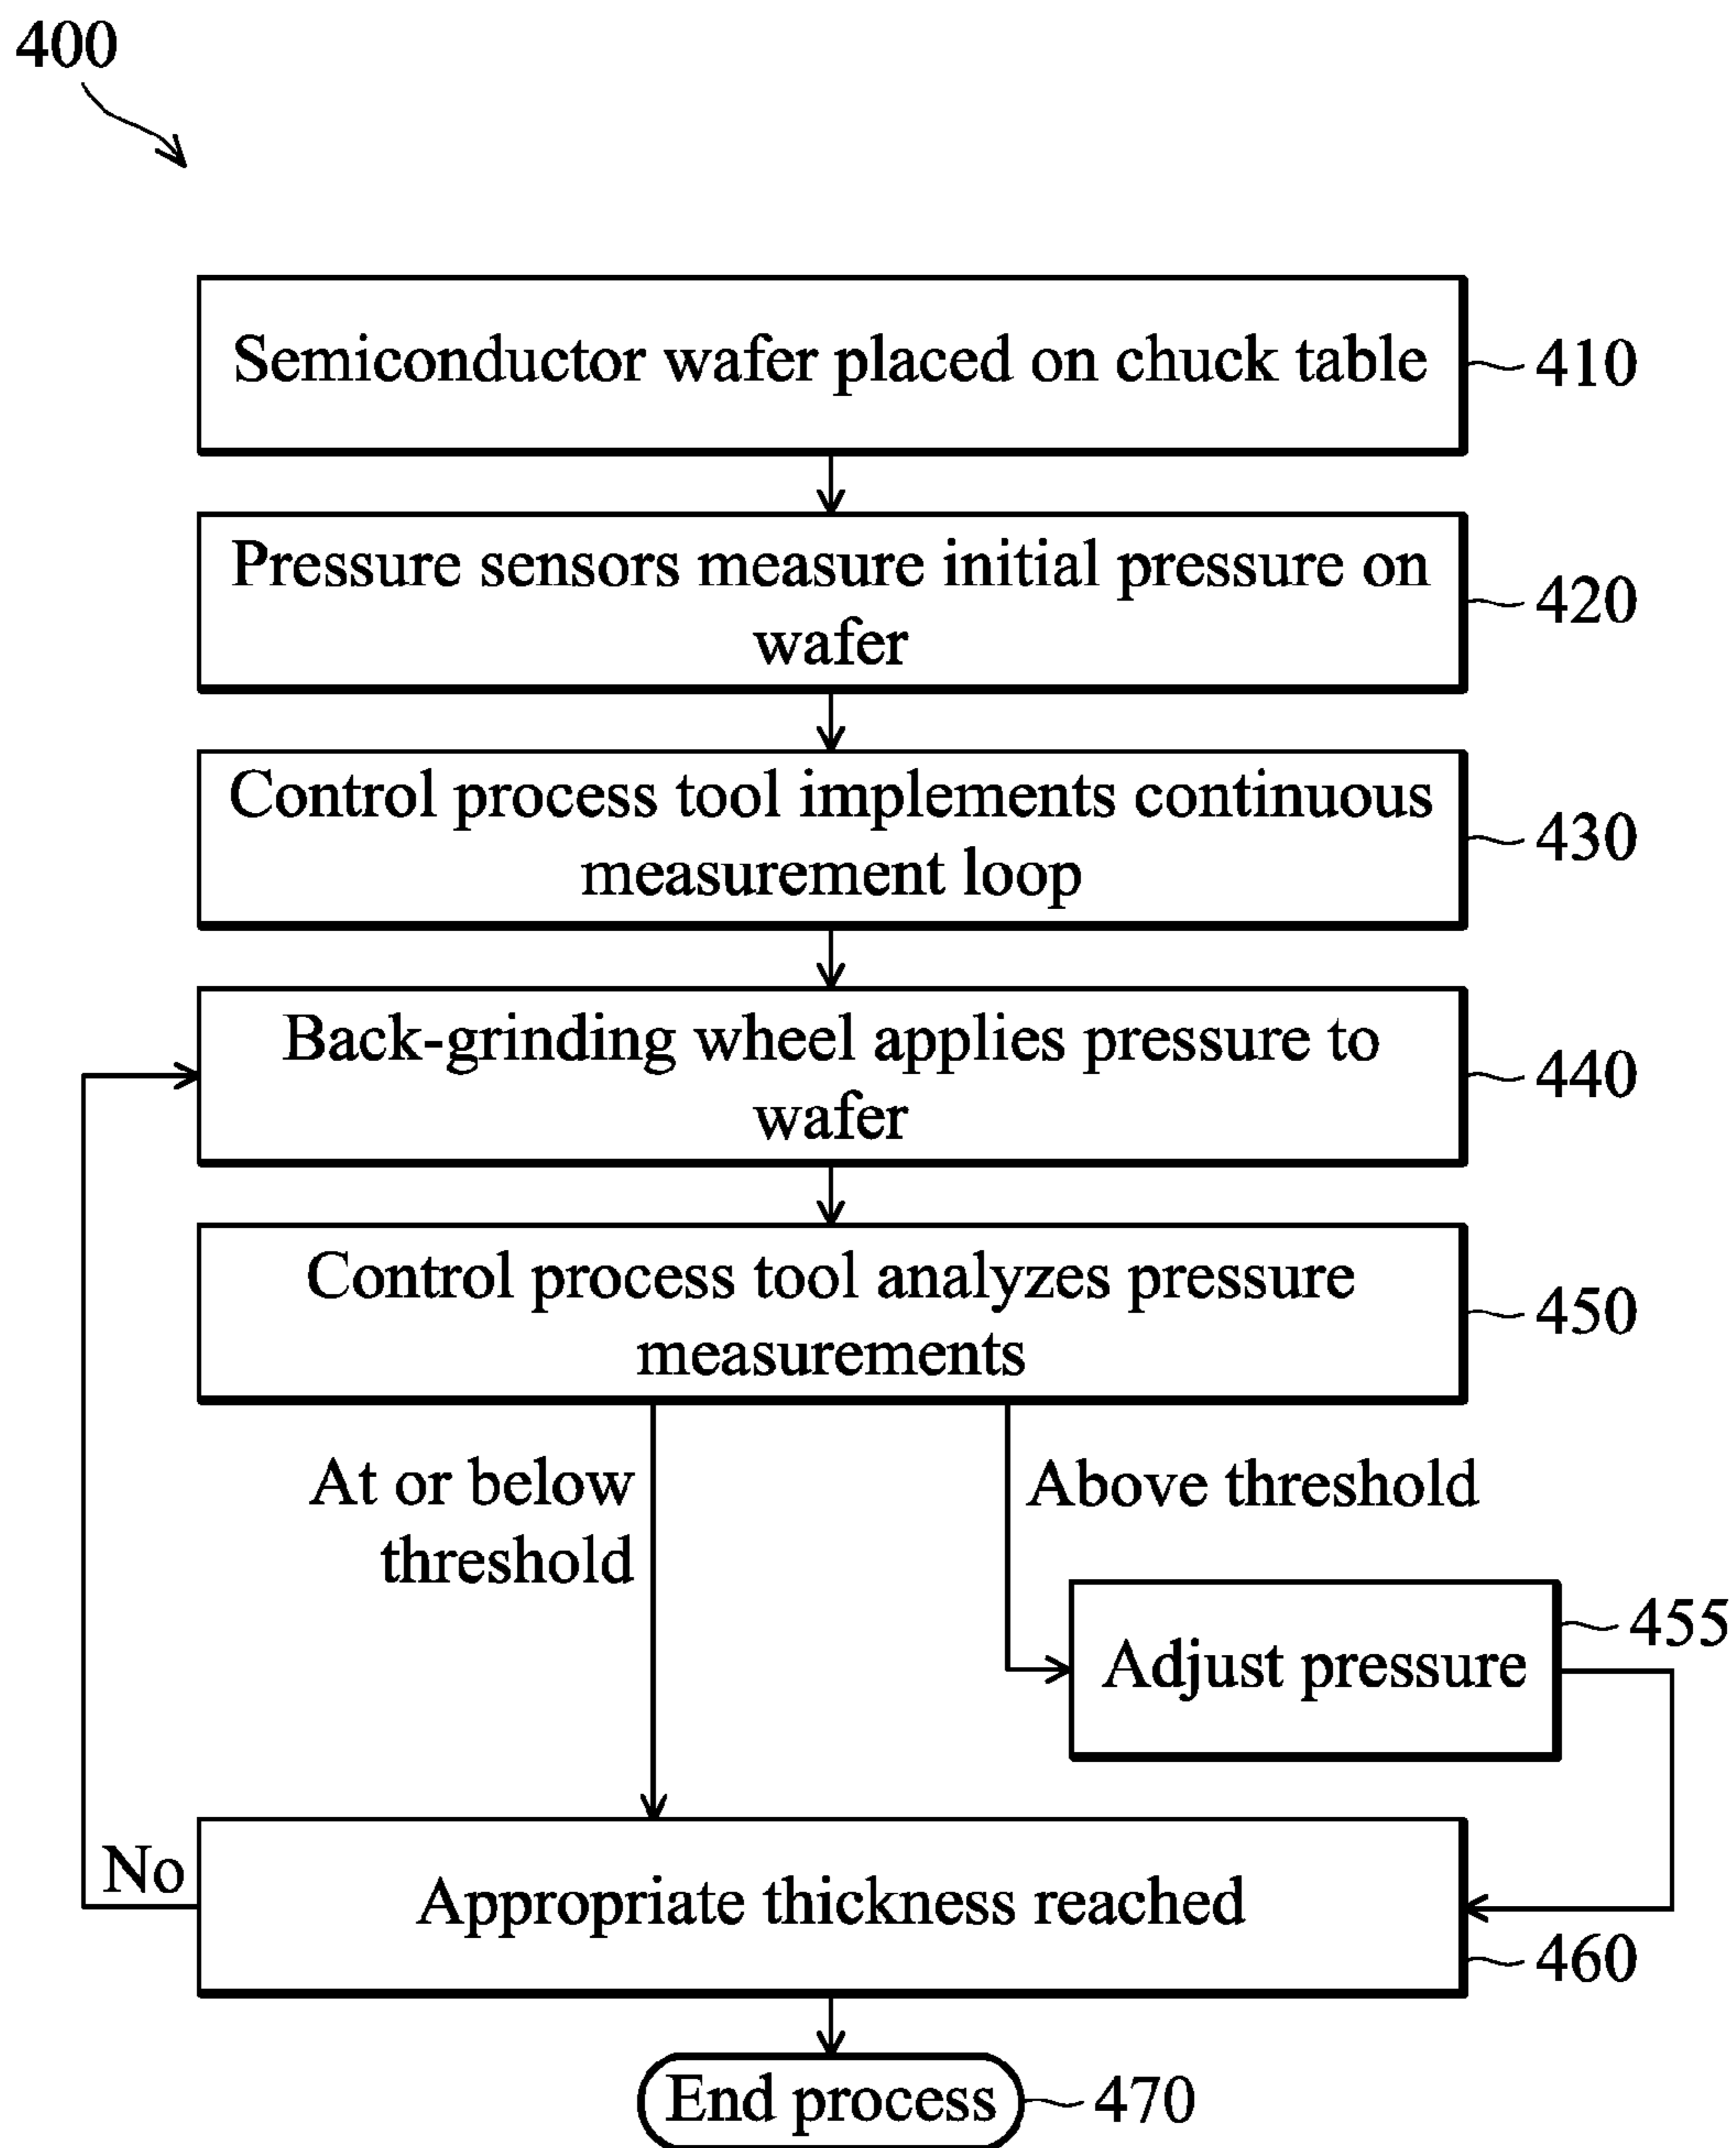 400
Semiconductor wafer placed on chuck table
410
Pressure sensors measure initial pressure on
wafer
420
Control process tool implements continuous
measurement loop
430
Back-grinding wheel applies pressure to
wafer
440
Control process tool analyzes pressure
measurements
450
At or below
threshold
Above threshold
Adjust pressure
455
No
Appropriate thickness reached
460
End process
470